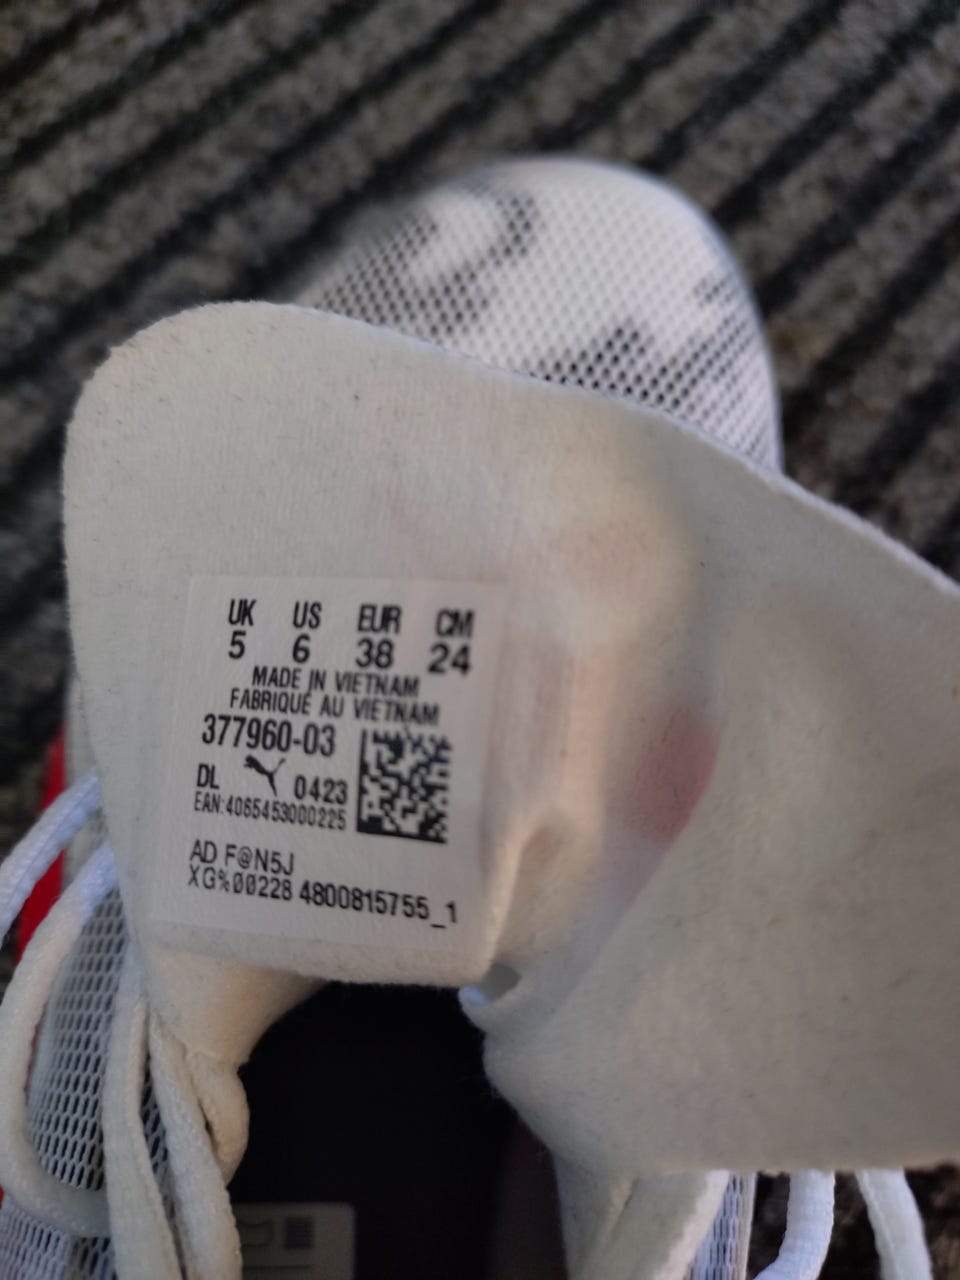 UK US EUR CM
5 6 38 24
MADE IN VIETNAM
FABRIQUÉ AU VIETNAM
377960-03
DL 0423
EAN:4065453000225
AD F@N5J
XG%00228 4800815755_1